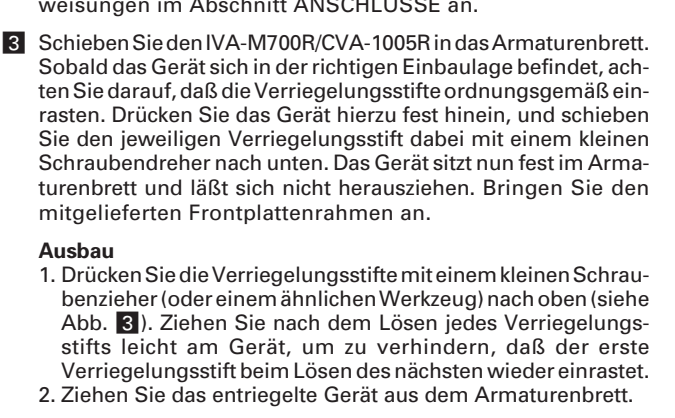 weisungen im Abschnitt ANSCHLÜSSE an.
3 Schieben Sie den IVA-M700R/CVA-1005R in das Armaturenbrett.
Sobald das Gerät sich in der richtigen Einbaulage befindet, ach-
ten Sie darauf, daß die Verriegelungsstifte ordnungsgemäß ein-
rasten. Drücken Sie das Gerät hierzu fest hinein, und schieben
Sie den jeweiligen Verriegelungsstift dabei mit einem kleinen
Schraubendreher nach unten. Das Gerät sitzt nun fest im Arma-
turenbrett und läßt sich nicht herausziehen. Bringen Sie den
mitgelieferten Frontplattenrahmen an.
Ausbau
1. Drücken Sie die Verriegelungsstifte mit einem kleinen Schrau-
benzieher (oder einem ähnlichen Werkzeug) nach oben (siehe
Abb. 3). Ziehen Sie nach dem Lösen jedes Verriegelungs-
stifts leicht am Gerät, um zu verhindern, daß der erste
Verriegelungsstift beim Lösen des nächsten wieder einrastet.
2. Ziehen Sie das entriegelte Gerät aus dem Armaturenbrett.